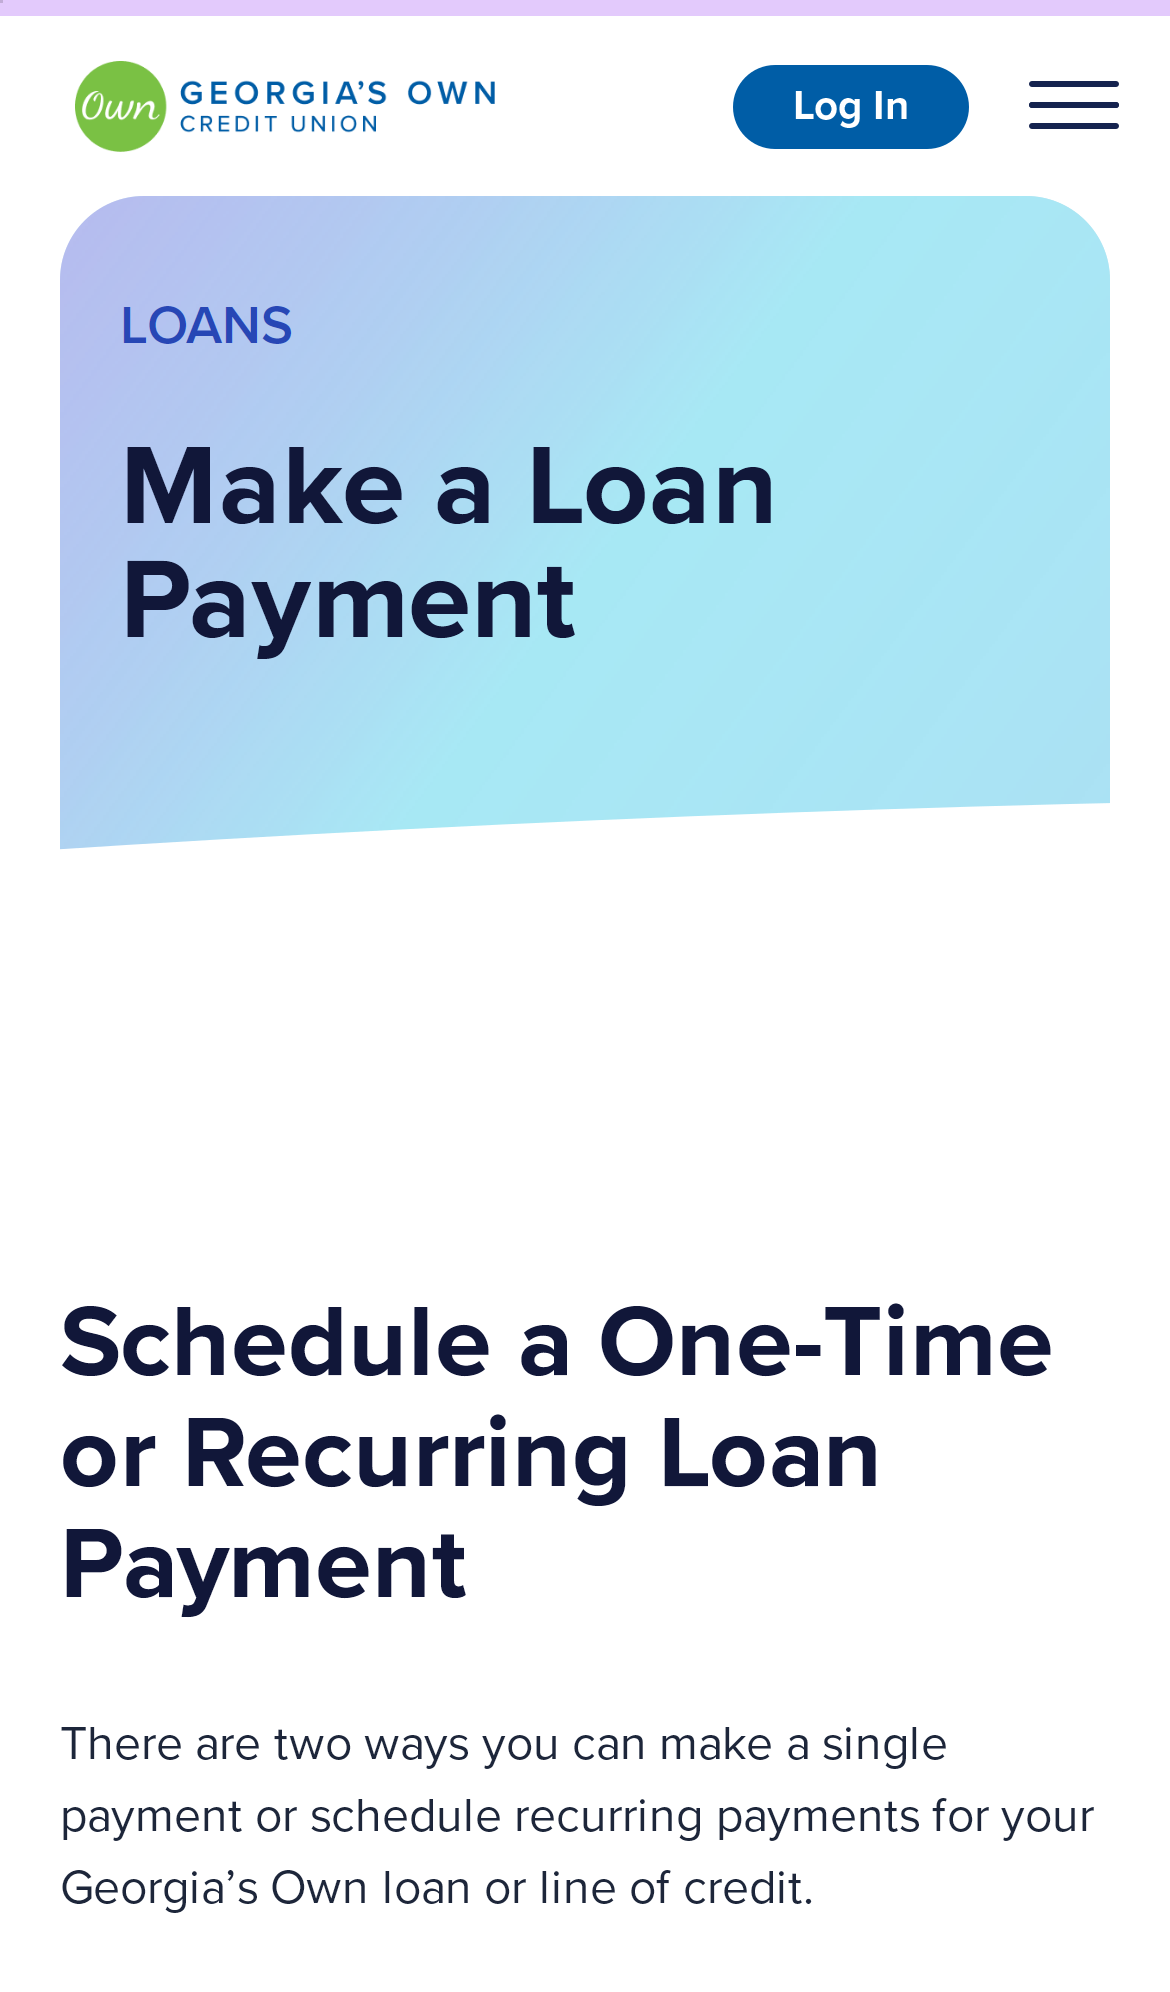 Own
GEORGIA’S OWN
CREDIT UNION
Log In
LOANS
Make a Loan
Payment
Schedule a One-Time
or Recurring Loan
Payment
There are two ways you can make a single
payment or schedule recurring payments for your
Georgia’s Own loan or line of credit.